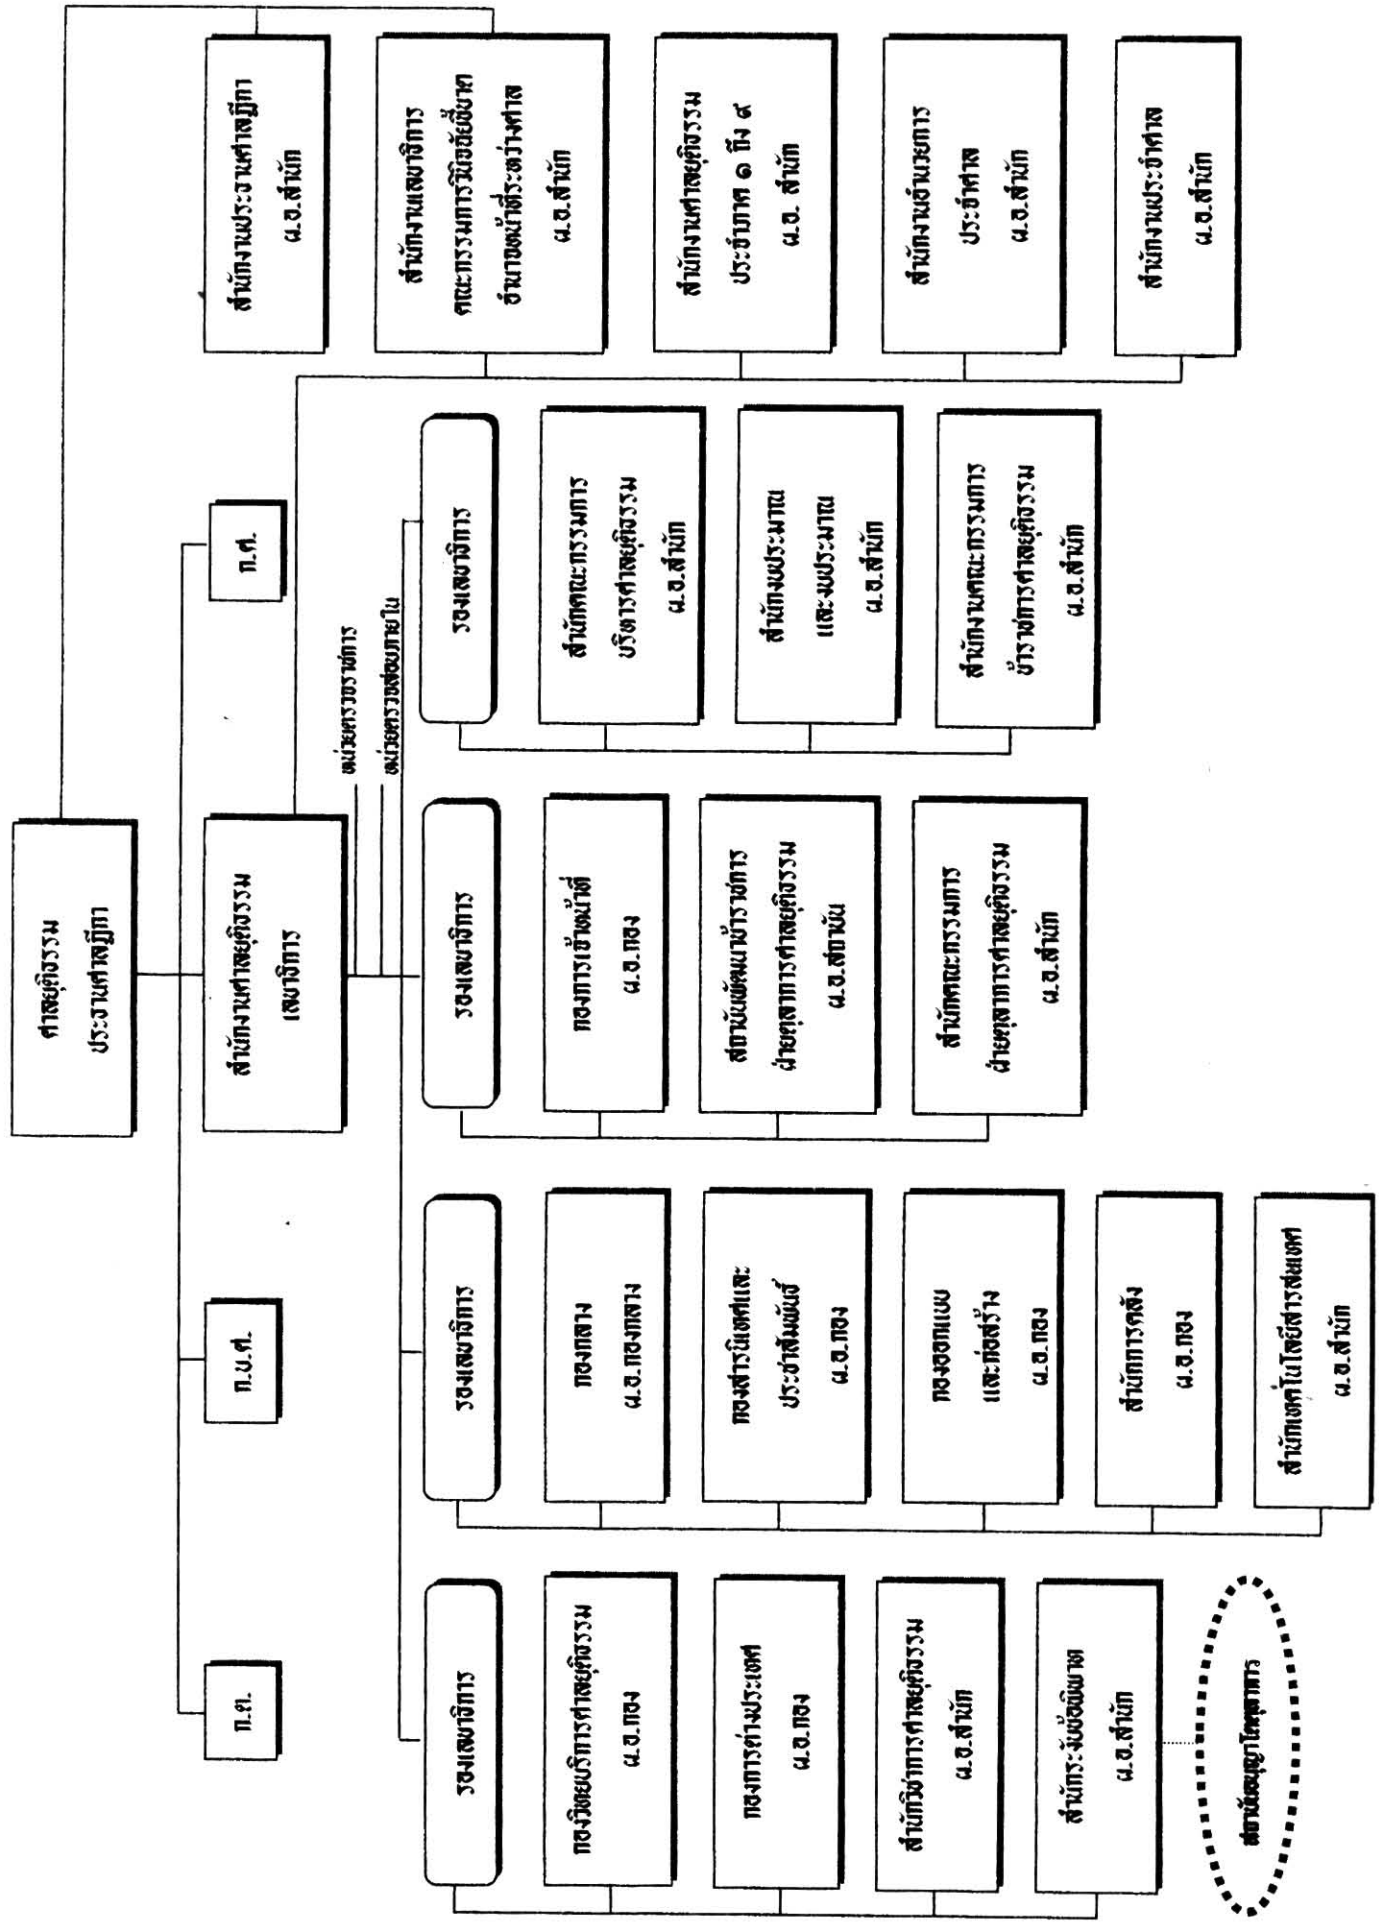 ศาลยุติธรรม
ประธานศาลฎีกา
ก.ต.
ก.บ.ศ.
ก.ศ.
สำนักงานศาลยุติธรรม
เลขาธิการ
หน่วยตรวจราชการ
หน่วยตรวจสอบภายใน
รองเลขาธิการ
กองวิทยบริการศาลยุติธรรม
ผ.อ.กอง
กองการต่างประเทศ
ผ.อ.กอง
สำนักวิชาการศาลยุติธรรม
ผ.อ.สำนัก
สำนักระงับข้อพิพาท
ผ.อ.สำนัก
สถาบันอนุญาโตตุลาการ
รองเลขาธิการ
กองกลาง
ผ.อ.กองกลาง
กองสารนิเทศและ
ประชาสัมพันธ์
ผ.อ.กอง
กองออกแบบ
และก่อสร้าง
ผ.อ.กอง
สำนักการคลัง
ผ.อ.กอง
สำนักเทคโนโลยีสารสนเทศ
ผ.อ.สำนัก
รองเลขาธิการ
กองการเจ้าหน้าที่
ผ.อ.กอง
สถาบันพัฒนาข้าราชการ
ฝ่ายตุลาการศาลยุติธรรม
ผ.อ.สถาบัน
สำนักคณะกรรมการ
ฝ่ายตุลาการศาลยุติธรรม
ผ.อ.สำนัก
รองเลขาธิการ
สำนักคณะกรรมการ
บริหารศาลยุติธรรม
ผ.อ.สำนัก
สำนักงบประมาณ
และงบประมาณ
ผ.อ.สำนัก
สำนักงานคณะกรรมการ
ข้าราชการศาลยุติธรรม
ผ.อ.สำนัก
สำนักงานประธานศาลฎีกา
ผ.อ.สำนัก
สำนักงานเลขาธิการ
คณะกรรมการวินิจฉัยชี้ขาด
อำนาจหน้าที่ระหว่างศาล
ผ.อ.สำนัก
สำนักงานศาลยุติธรรม
ประจำภาค ๑ ถึง ๙
ผ.อ. สำนัก
สำนักงานอำนวยการ
ประจำศาล
ผ.อ.สำนัก
สำนักงานประจำศาล
ผ.อ.สำนัก